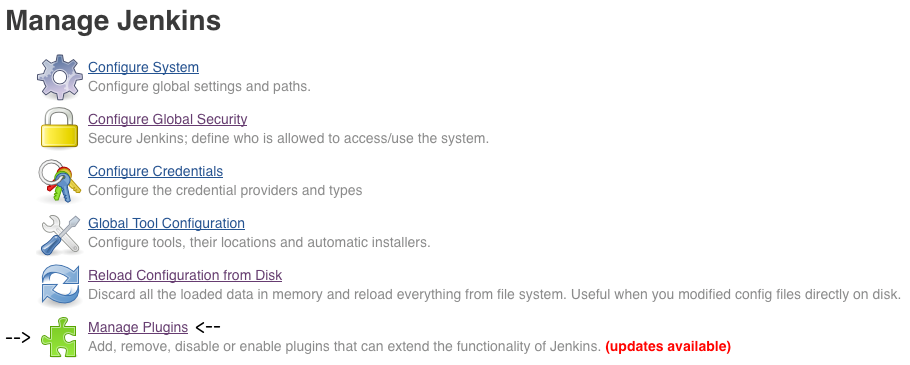 Manage Jenkins
Configure System
Configure global settings and paths.
Configure Global Security
Secure Jenkins; define who is allowed to access/use the system.
Configure Credentials
Configure the credential providers and types
Global Tool Configuration
Configure tools, their locations and automatic installers.
Reload Configuration from Disk
Discard all the loaded data in memory and reload everything from file system. Useful when you modified config files directly on disk.
--> Manage Plugins <--
Add, remove, disable or enable plugins that can extend the functionality of Jenkins. (updates available)